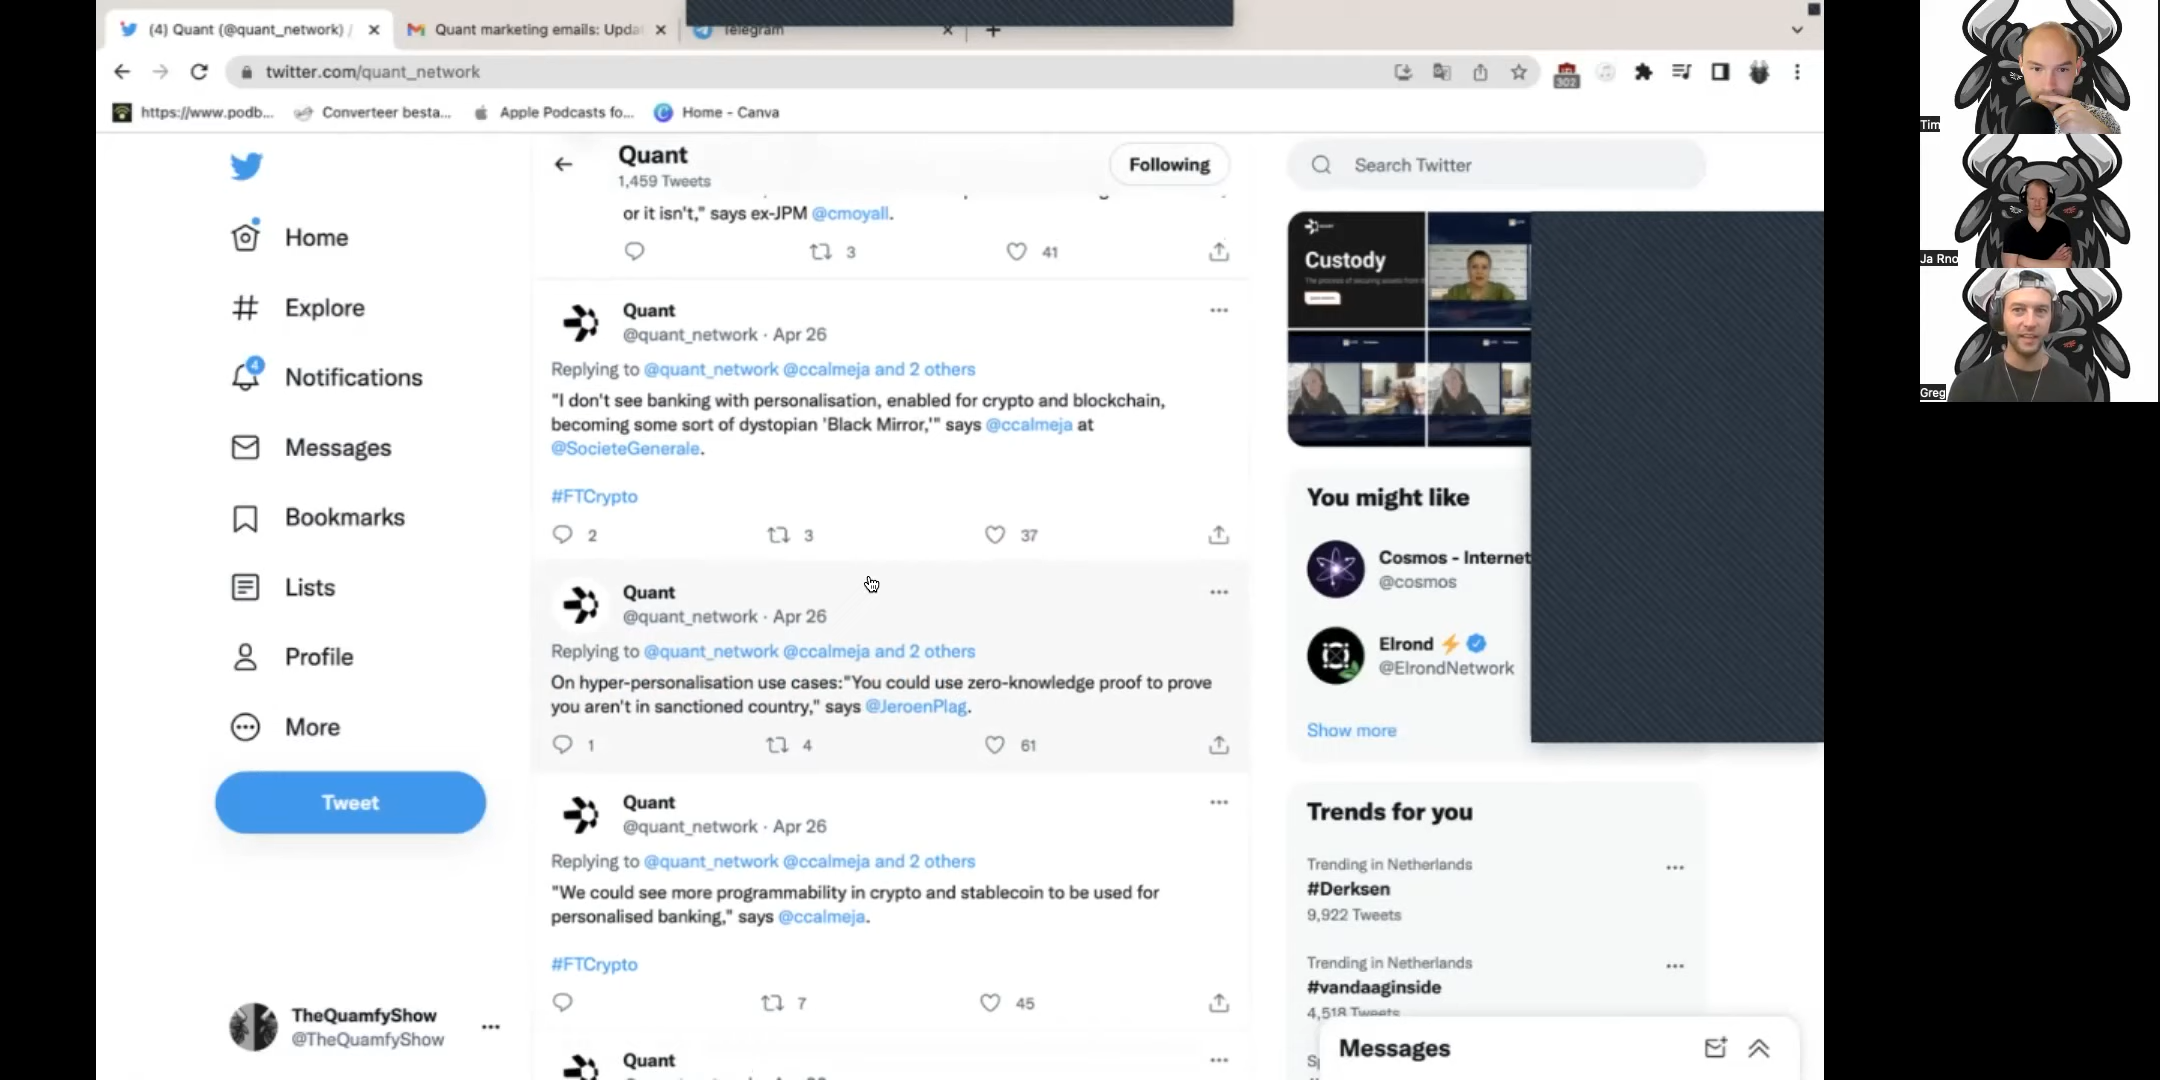 (4) Quant (@quant_network) /
Quant marketing emails: Upda
Telegram
twitter.com/quant_network
302
https://www.podb...
Converteer besta...
Apple Podcasts fo...
Home - Canva
Home
Explore
4
Notifications
Messages
Bookmarks
Lists
Profile
More
Tweet
TheQuamfyShow
@TheQuamfyShow
Quant
1,459 Tweets
Following
or it isn't," says ex-JPM @cmoyall.
3
41
Quant
@quant_network · Apr 26
Replying to @quant_network @ccalmeja and 2 others
"I don't see banking with personalisation, enabled for crypto and blockchain,
becoming some sort of dystopian 'Black Mirror,'" says @ccalmeja at
@SocieteGenerale.
#FTCrypto
2
3
37
Quant
@quant_network · Apr 26
Replying to @quant_network @ccalmeja and 2 others
On hyper-personalisation use cases:"You could use zero-knowledge proof to prove
you aren't in sanctioned country," says @JeroenPlag.
1
4
61
Quant
@quant_network · Apr 26
Replying to @quant_network @ccalmeja and 2 others
"We could see more programmability in crypto and stablecoin to be used for
personalised banking," says @ccalmeja.
#FTCrypto
7
45
Quant
Search Twitter
Custody
You might like
Cosmos - Internet
@cosmos
Elrond
@ElrondNetwork
Show more
Trends for you
Trending in Netherlands
#Derksen
9,922 Tweets
Trending in Netherlands
#vandaaginside
4,518 Tweets
Messages
Tim
Ja Rno
Greg